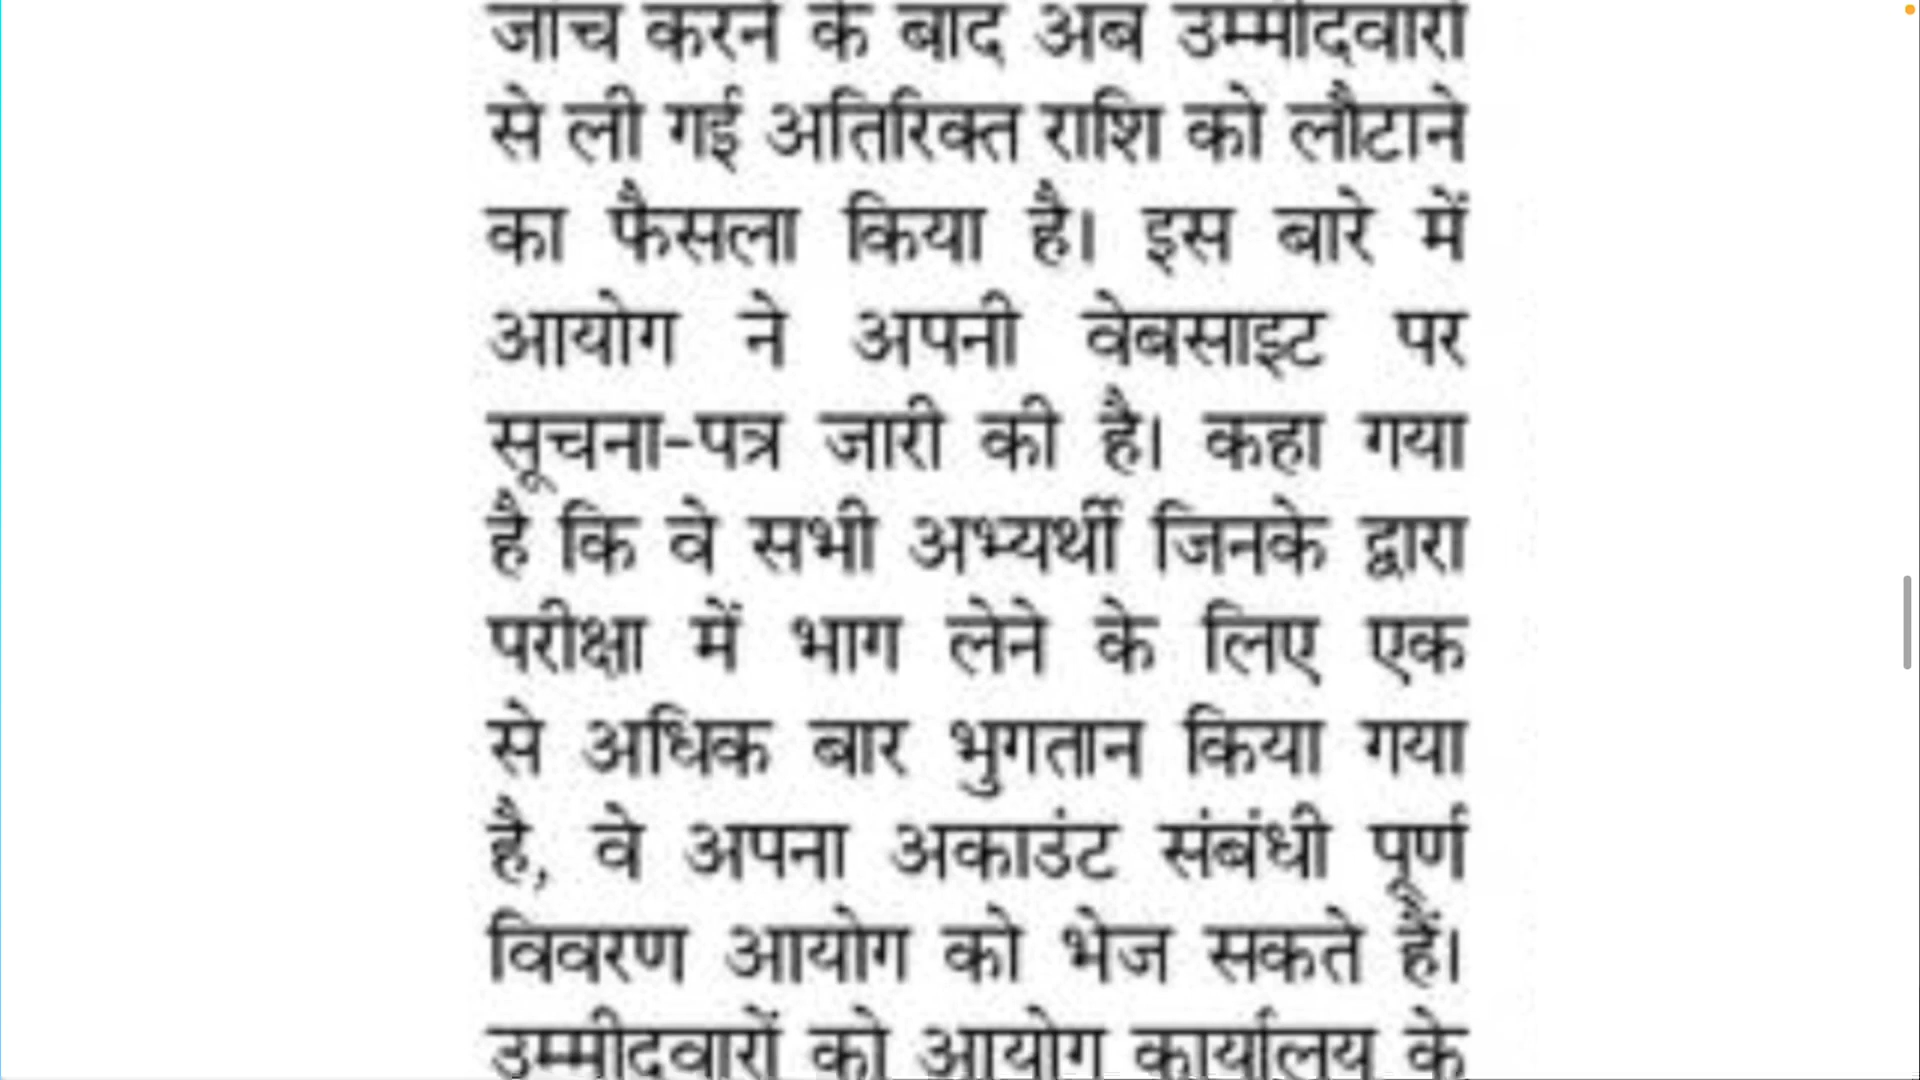 जांच करने के बाद अब उम्मीदवारों
से ली गई अतिरिक्त राशि को लौटाने
का फैसला किया है। इस बारे में
आयोग ने अपनी वेबसाइट पर
सूचना-पत्र जारी की है। कहा गया
है कि वे सभी अभ्यर्थी जिनके द्वारा
परीक्षा में भाग लेने के लिए एक
से अधिक बार भुगतान किया गया
है, वे अपना अकाउंट संबंधी पूर्ण
विवरण आयोग को भेज सकते हैं।
उम्मीदवारों को आयोग कार्यालय के